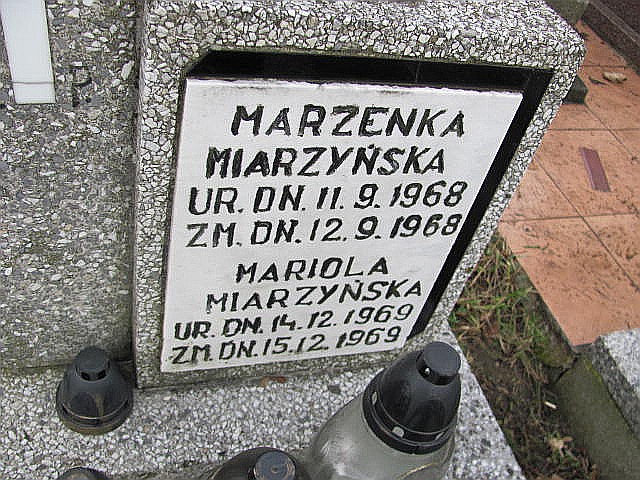 MARZENKA
MIARZYŃSKA
UR. DN. 11. 9. 1968
ZM. DN. 12. 9. 1968
MARIOLA
MIARZYŃSKA
UR. DN. 14. 12. 1969
ZM. DN. 15. 12. 1969